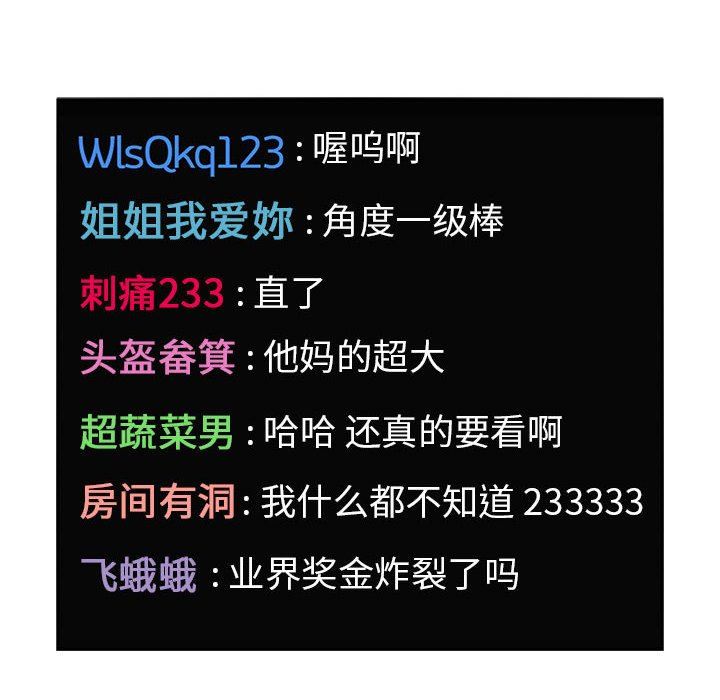 WlsQkq123 : 喔呜啊
姐姐我爱妳 : 角度一级棒
刺痛233 : 直了
头盔畚箕 : 他妈的超大
超蔬菜男 : 哈哈 还真的要看啊
房间有洞 : 我什么都不知道 233333
飞蛾蛾 : 业界奖金炸裂了吗